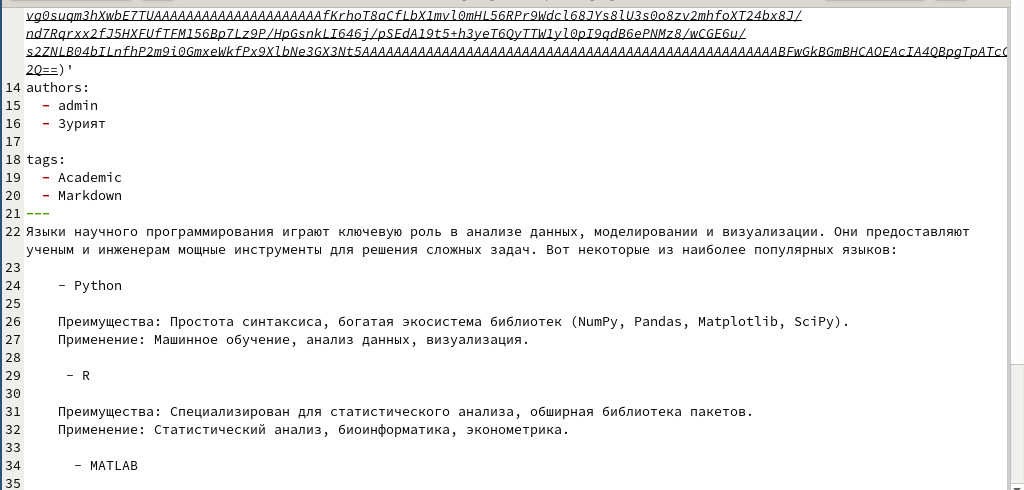 vg0suqm3hXwbE7TUAAAAAAAAAAAAAAAAAAAAAfKrhoT8aCfLbX1mvl0mHL56RPr9Wdcl68JYs8lU3s0o8zv2mhfoXT24bx8J/
nd7Rqrxx2fJ5HXFUfTFM156Bp7Lz9P/HpGsnkLI646j/pSEdA19t5+h3yeT6QyTTW1yl0pI9qdB6ePNMz8/wCGE6u/
s2ZNLB04bILnfhP2m9i0GmxeWkfPx9XlbNe3GX3Nt5AAAAAAAAAAAAAAAAAAAAAAAAAAAAAAAAAAAAAAAAAAAAAAAAAAAABFwGkBGmBHCAOEAcIA4QBpgTpATcC
2Q==)'
14 authors:
15 - admin
16 - Зурият
17
18 tags:
19 - Academic
20 - Markdown
21 ---
22 Языки научного программирования играют ключевую роль в анализе данных, моделировании и визуализации. Они предоставляют
ученым и инженерам мощные инструменты для решения сложных задач. Вот некоторые из наиболее популярных языков:
23
24 - Python
25
26 Преимущества: Простота синтаксиса, богатая экосистема библиотек (NumPy, Pandas, Matplotlib, SciPy).
27 Применение: Машинное обучение, анализ данных, визуализация.
28
29 - R
30
31 Преимущества: Специализирован для статистического анализа, обширная библиотека пакетов.
32 Применение: Статистический анализ, биоинформатика, эконометрика.
33
34 - MATLAB
35